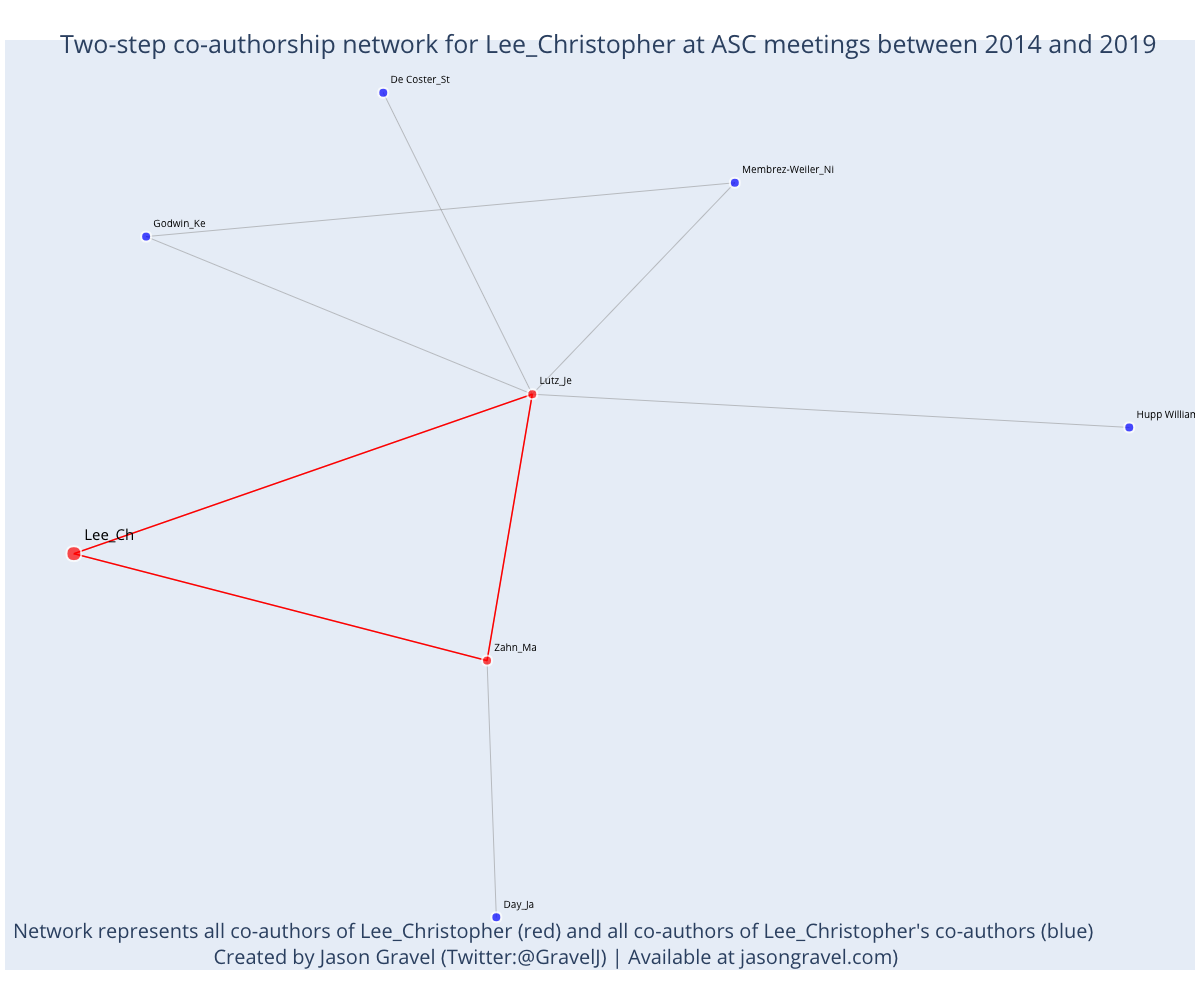 Two-step co-authorship network for Lee_Christopher at ASC meetings between 2014 and 2019
De Coster_St
Membrez-Weiler_Ni
Godwin_Ke
Lutz_Je
Hupp William
Lee_Ch
Zahn_Ma
Day_Ja
Network represents all co-authors of Lee_Christopher (red) and all co-authors of Lee_Christopher's co-authors (blue)
Created by Jason Gravel (Twitter:@GravelJ) | Available at jasongravel.com)